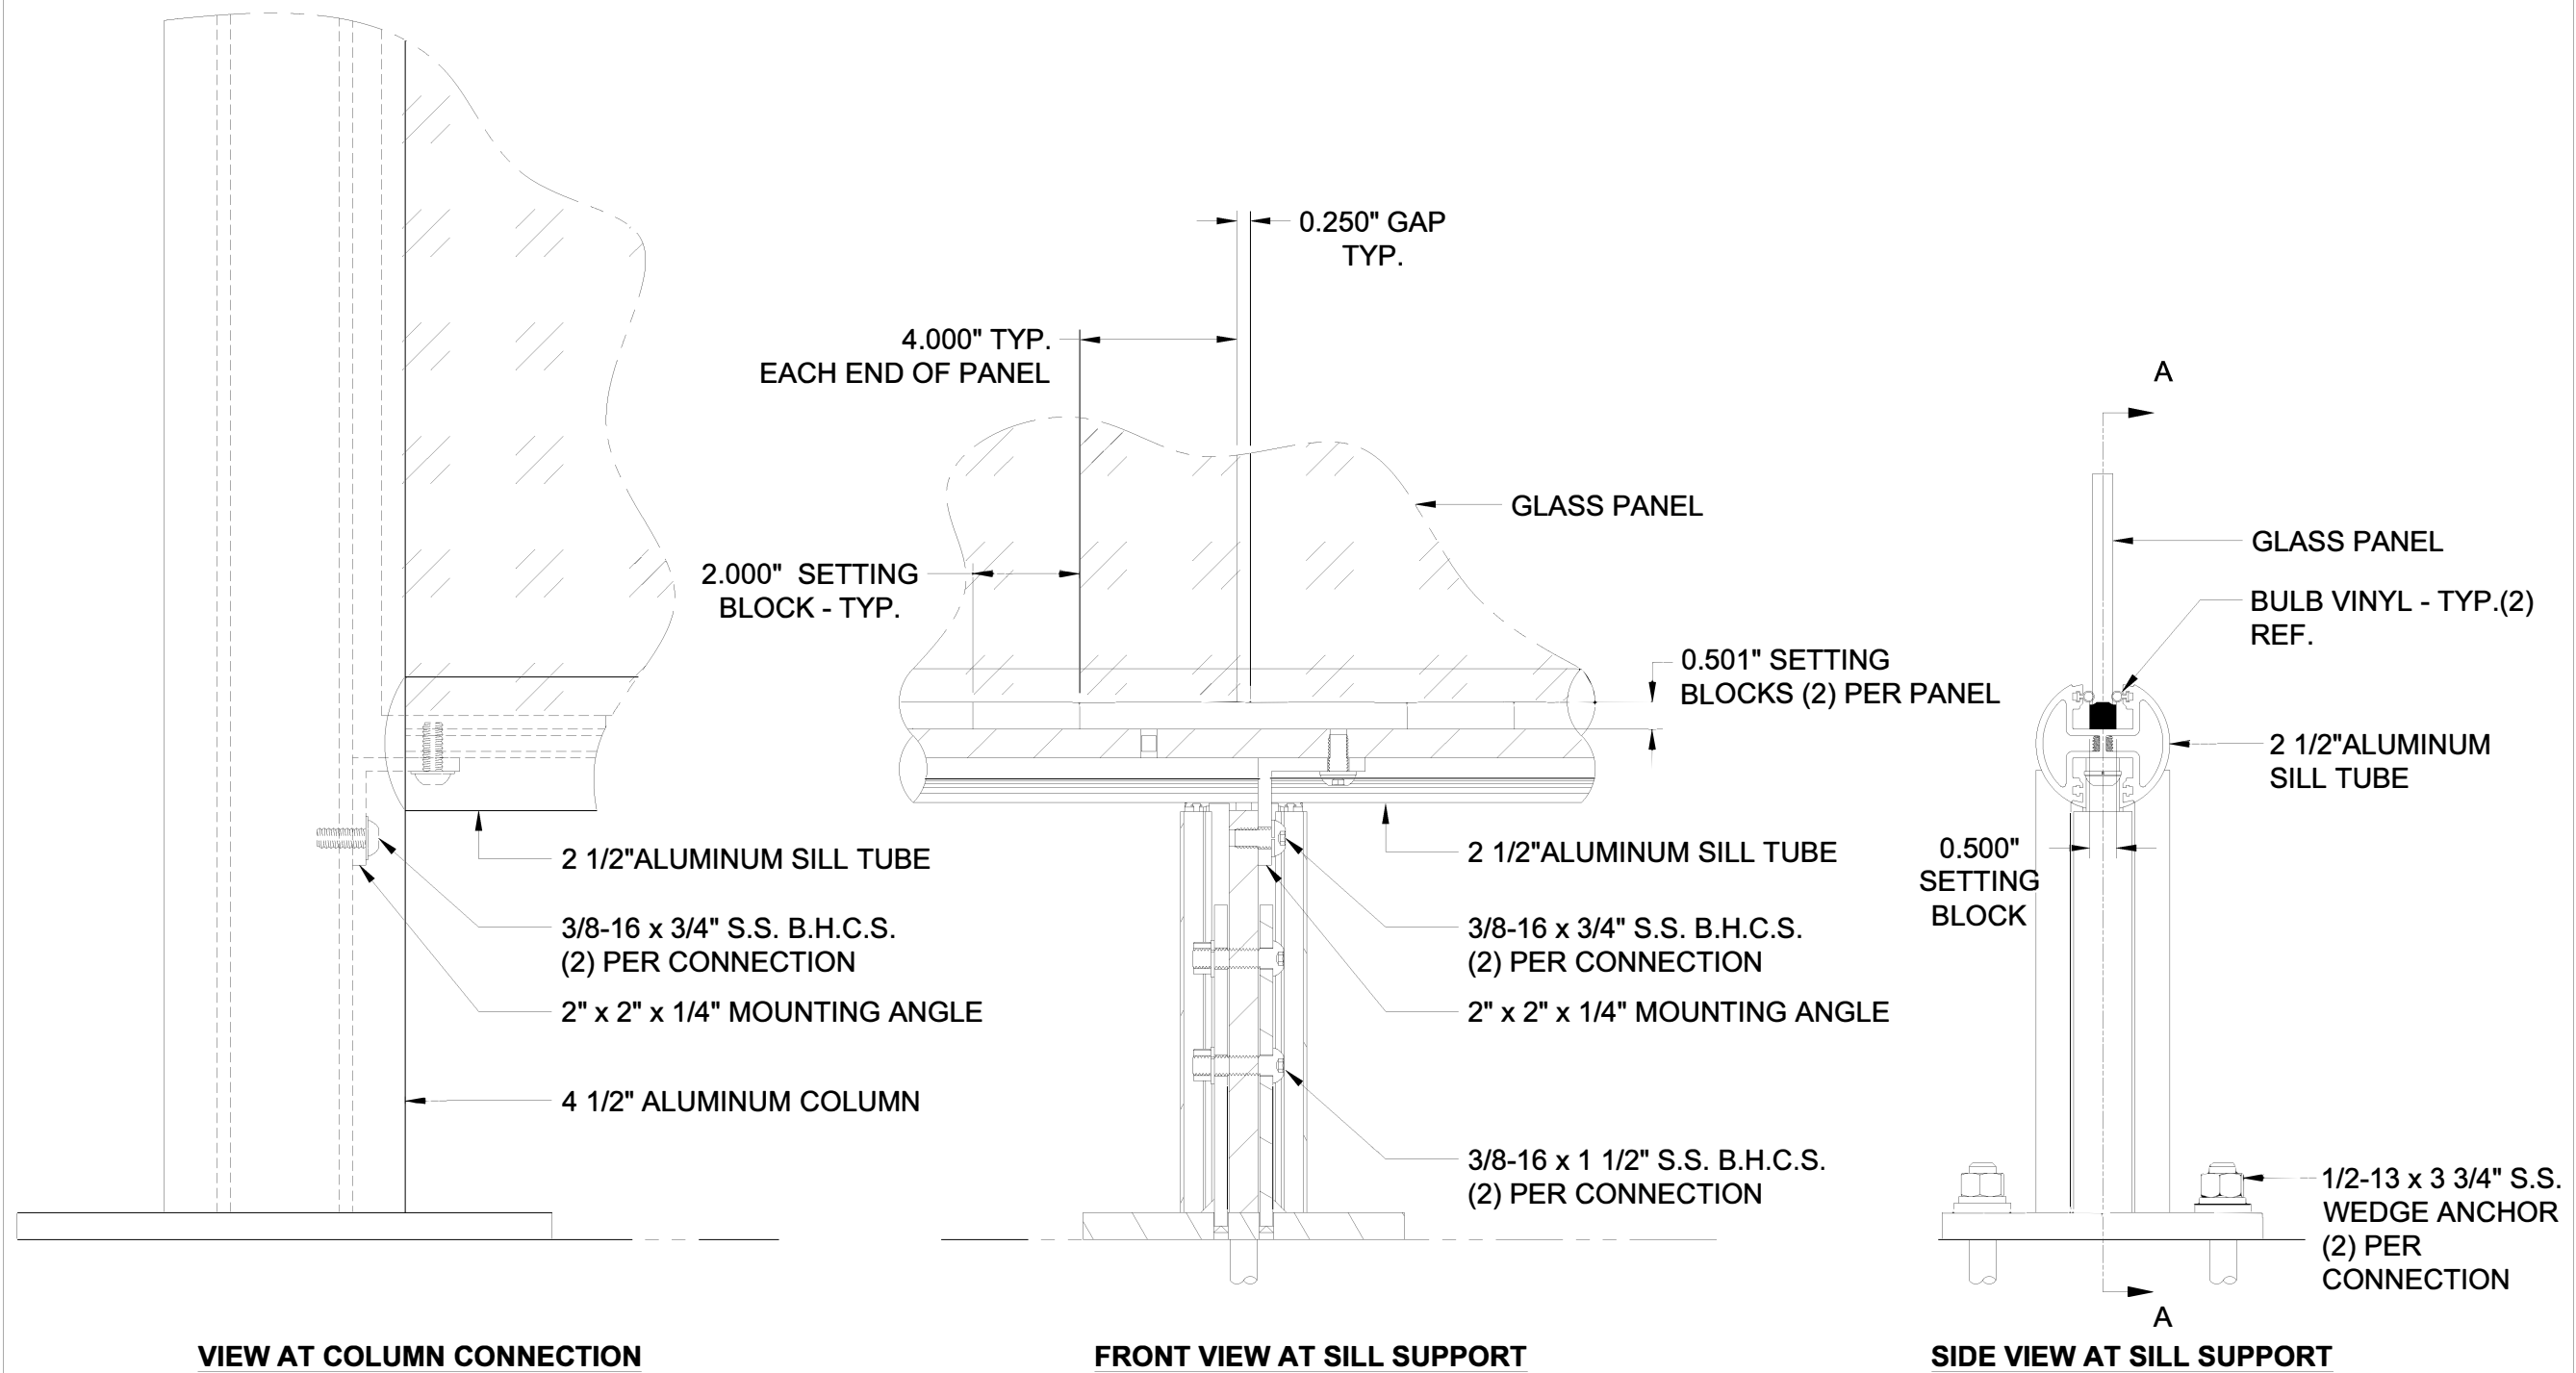 0.250" GAP
TYP.
4.000" TYP.
EACH END OF PANEL
GLASS PANEL
2.000" SETTING
BLOCK - TYP.
0.501" SETTING
BLOCKS (2) PER PANEL
2 1/2"ALUMINUM SILL TUBE
3/8-16 x 3/4" S.S. B.H.C.S.
(2) PER CONNECTION
2" x 2" x 1/4" MOUNTING ANGLE
4 1/2" ALUMINUM COLUMN
VIEW AT COLUMN CONNECTION
2 1/2"ALUMINUM SILL TUBE
3/8-16 x 3/4" S.S. B.H.C.S.
(2) PER CONNECTION
2" x 2" x 1/4" MOUNTING ANGLE
3/8-16 x 1 1/2" S.S. B.H.C.S.
(2) PER CONNECTION
FRONT VIEW AT SILL SUPPORT
A
GLASS PANEL
BULB VINYL - TYP.(2)
REF.
2 1/2"ALUMINUM
SILL TUBE
0.500"
SETTING
BLOCK
1/2-13 x 3 3/4" S.S.
WEDGE ANCHOR
(2) PER
CONNECTION
A
SIDE VIEW AT SILL SUPPORT